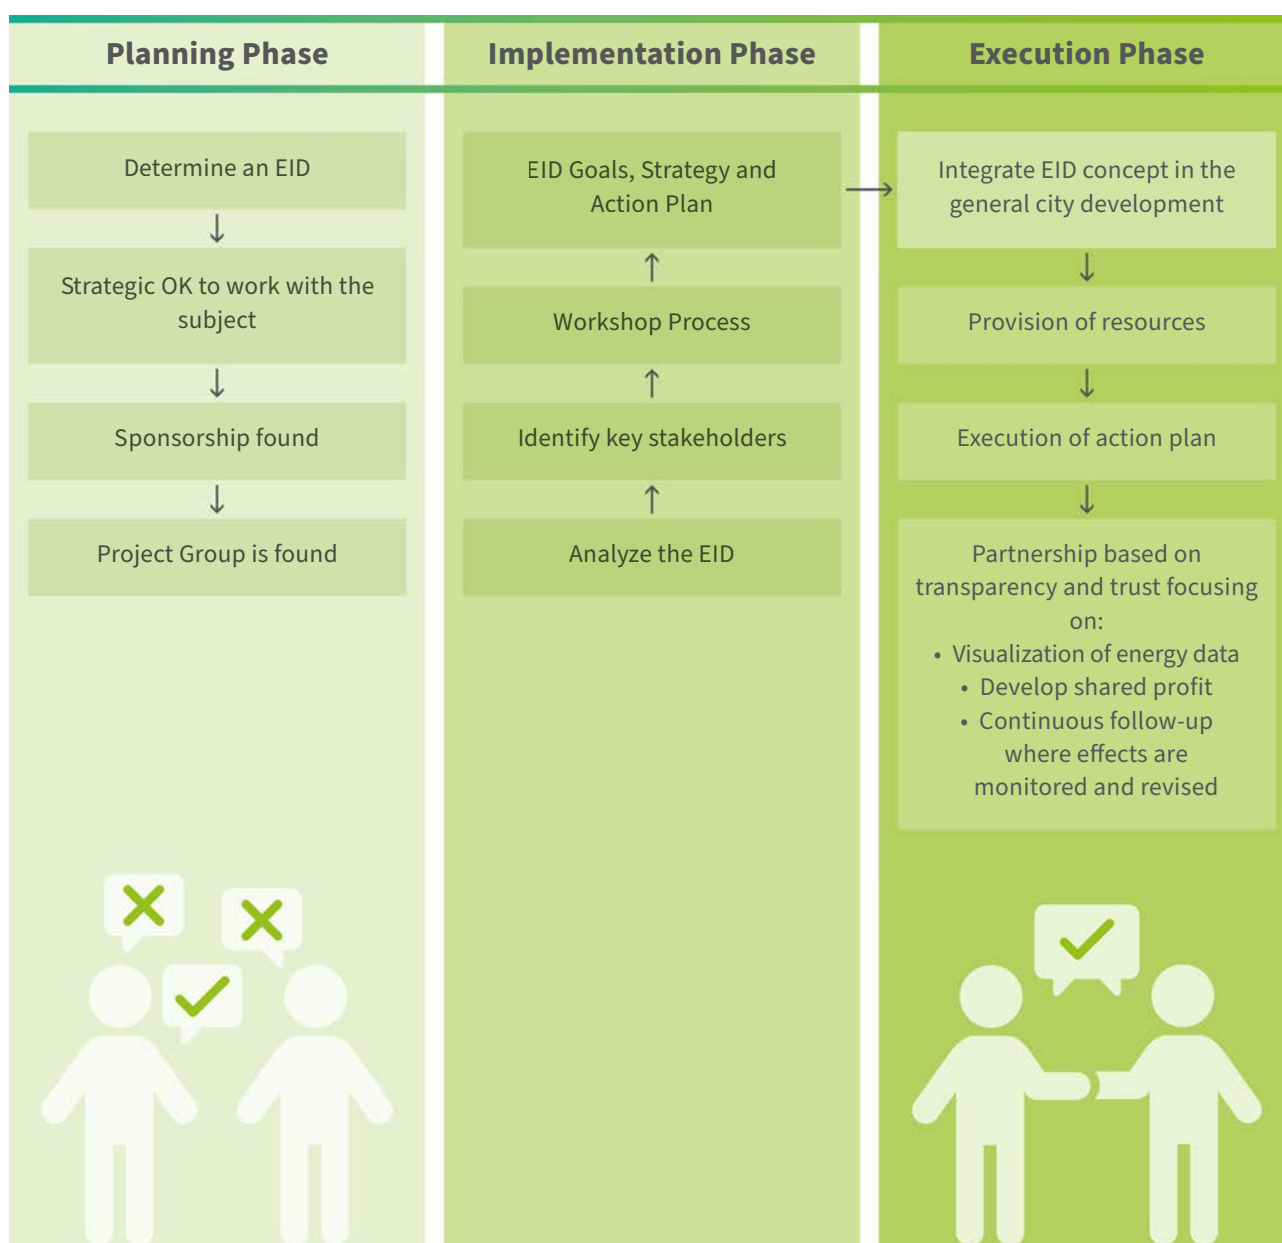 Planning Phase
Implementation Phase
Execution Phase
Determine an EID
Strategic OK to work with the
subject
Sponsorship found
Project Group is found
EID Goals, Strategy and
Action Plan
Workshop Process
Identify key stakeholders
Analyze the EID
Integrate EID concept in the
general city development
Provision of resources
Execution of action plan
Partnership based on
transparency and trust focusing
on:
• Visualization of energy data
• Develop shared profit
• Continuous follow-up
where effects are
monitored and revised